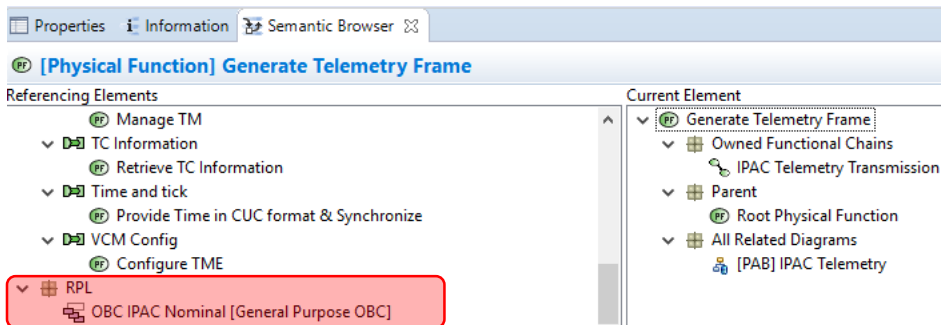 Properties Information Semantic Browser
[Physical Function] Generate Telemetry Frame
Referencing Elements
Manage TM
TC Information
Retrieve TC Information
Time and tick
Provide Time in CUC format & Synchronize
VCM Config
Configure TME
RPL
OBC IPAC Nominal [General Purpose OBC]
Current Element
Generate Telemetry Frame
Owned Functional Chains
IPAC Telemetry Transmission
Parent
Root Physical Function
All Related Diagrams
[PAB] IPAC Telemetry